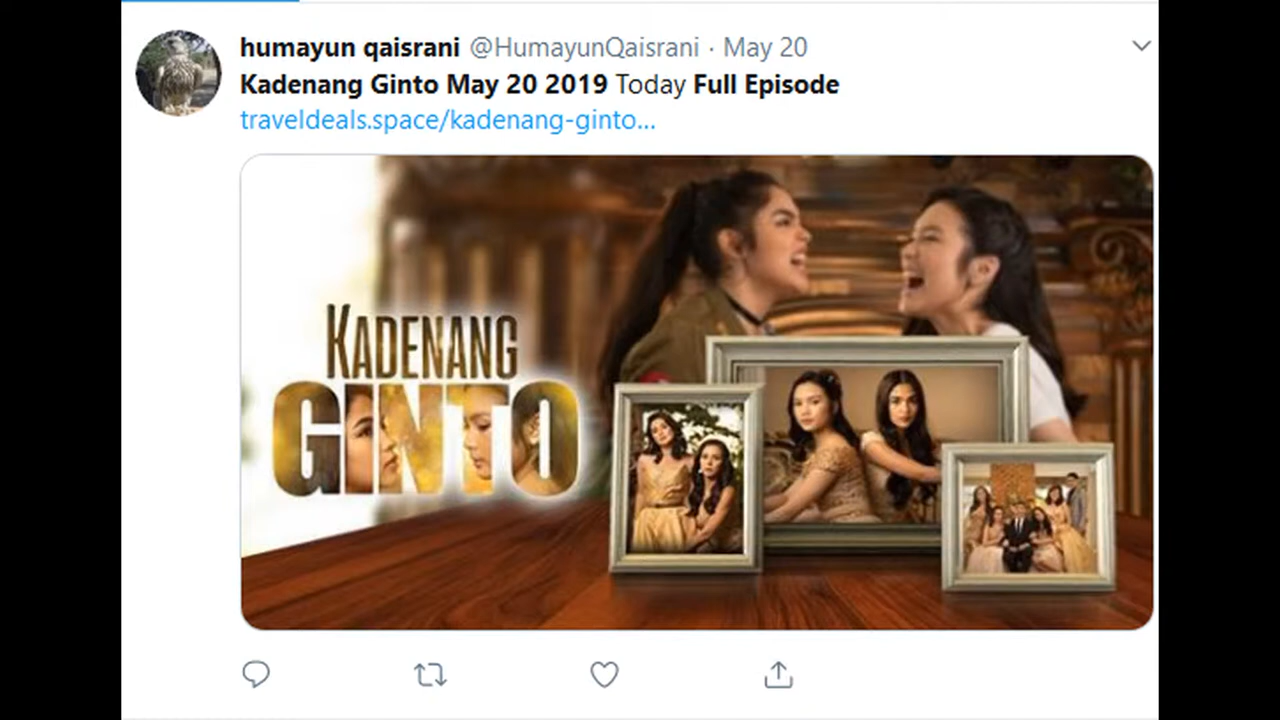 humayun qaisrani @HumayunQaisrani · May 20
Kadenang Ginto May 20 2019 Today Full Episode
traveldeals.space/kadenang-ginto...
KADENANG
GINTO